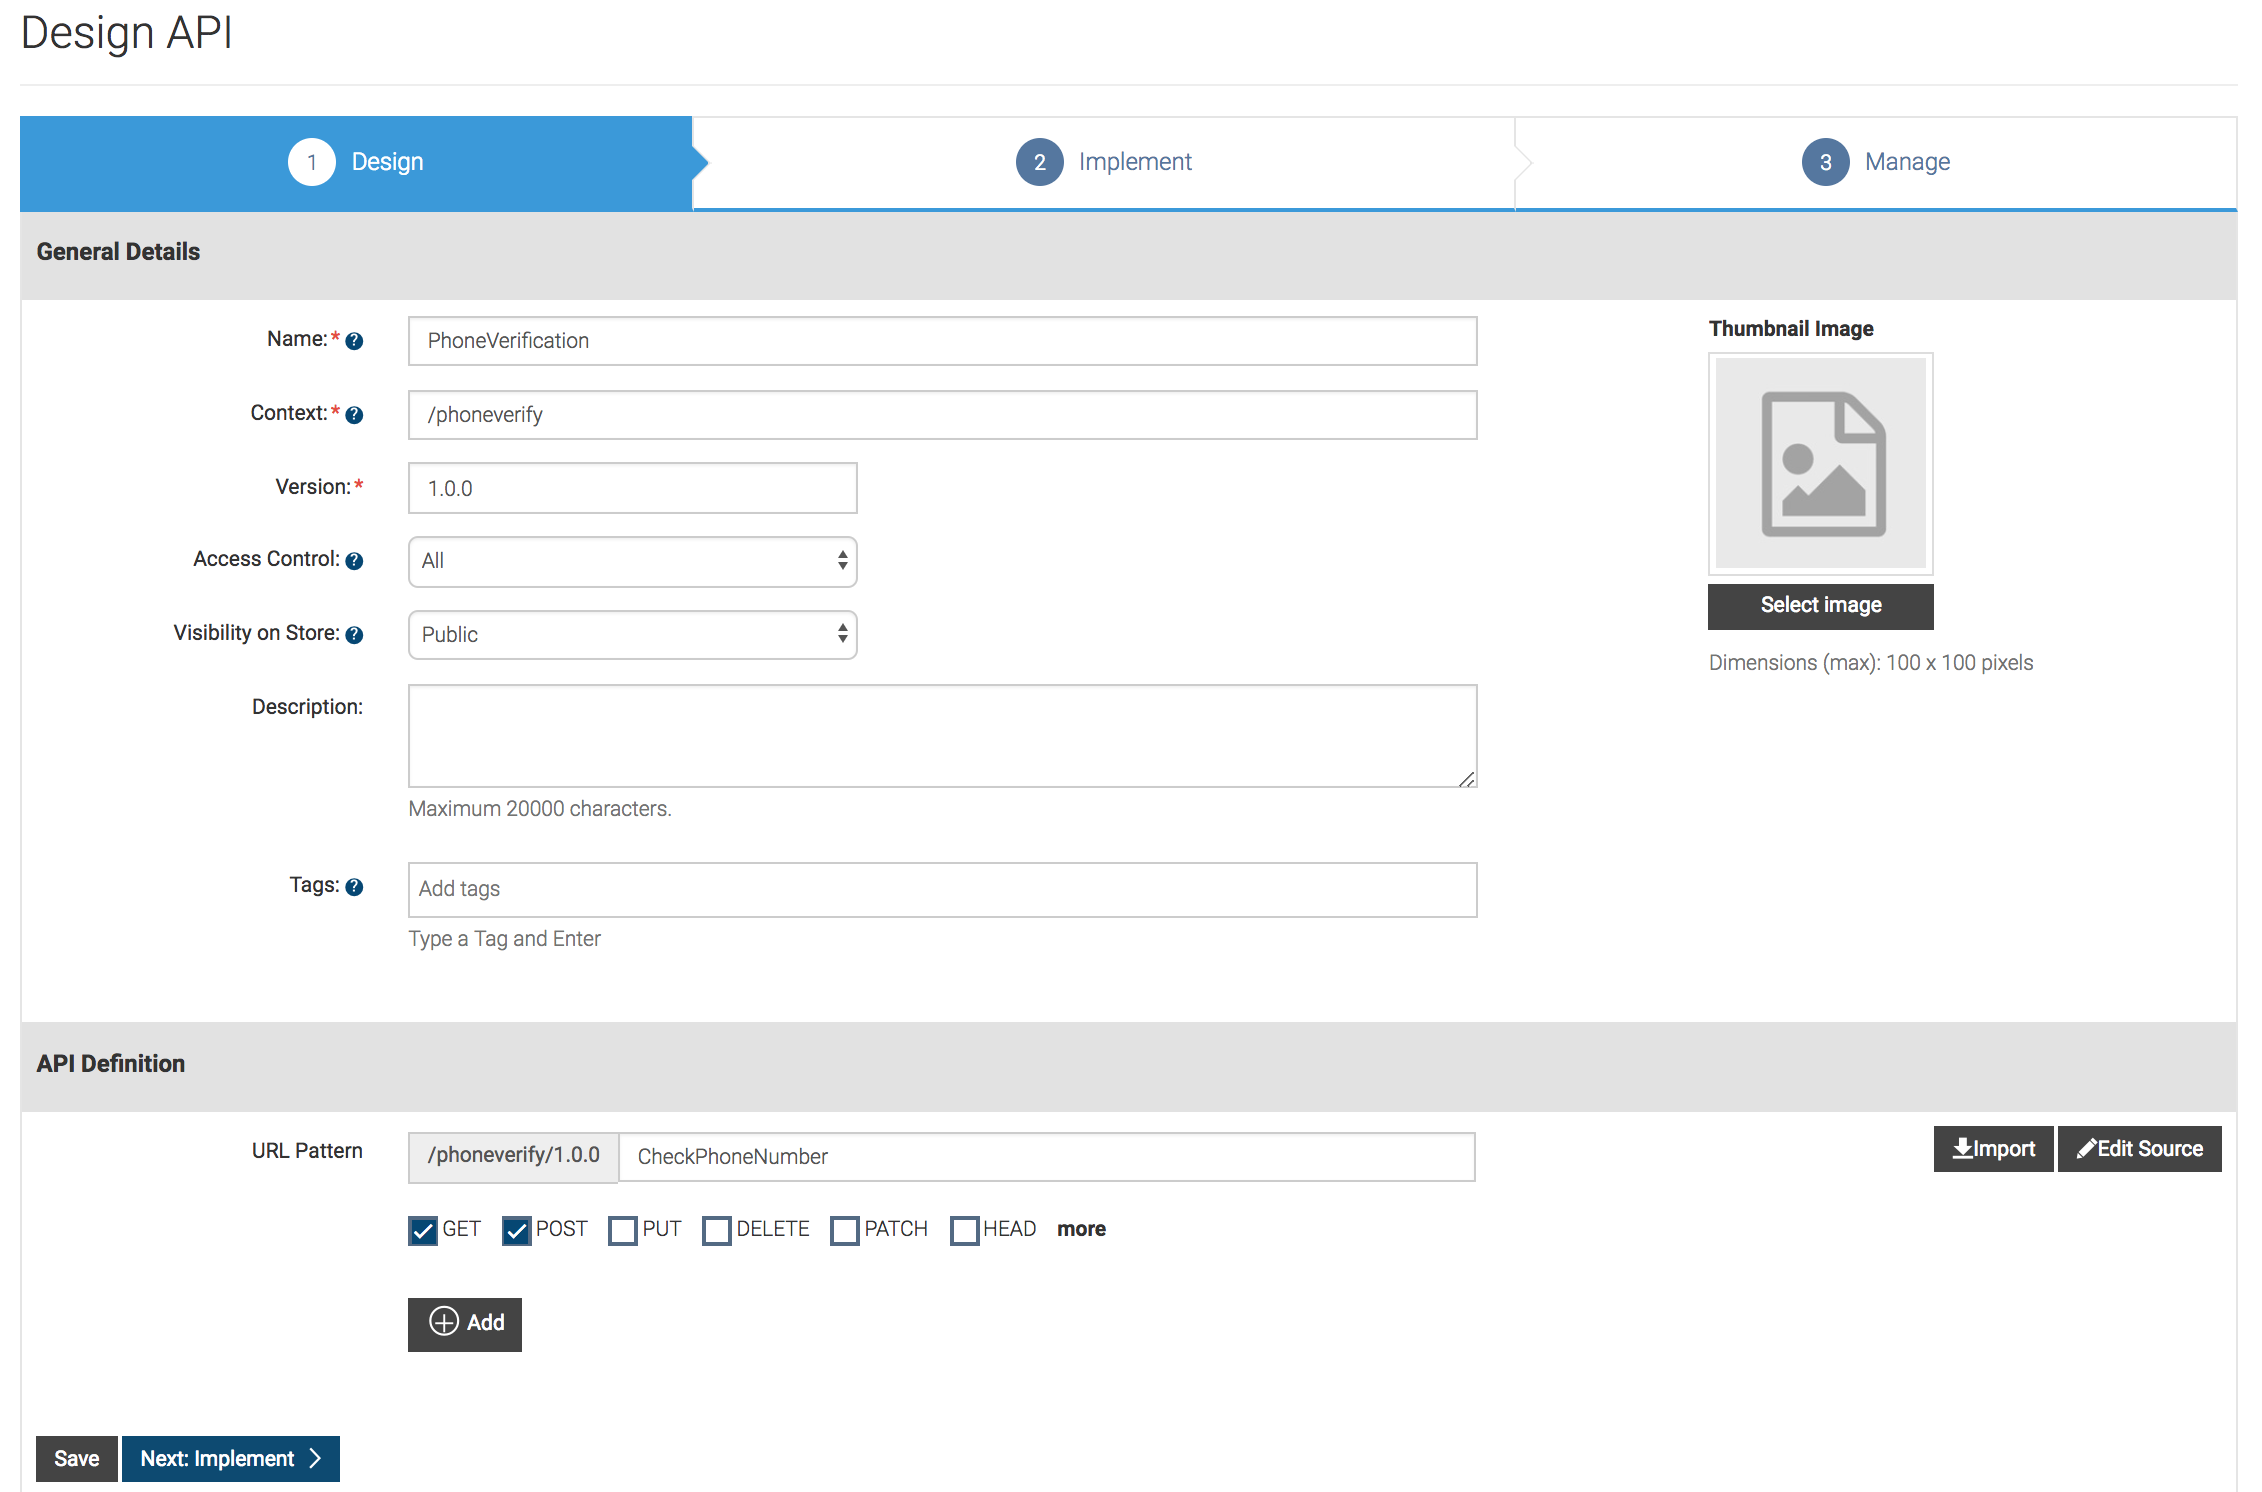 Design API
1 Design
2 Implement
3 Manage
General Details
Name:* ?
PhoneVerification
Context:* ?
/phoneverify
Version:*
1.0.0
Access Control: ?
All
Visibility on Store: ?
Public
Description:
Maximum 20000 characters.
Tags: ?
Add tags
Type a Tag and Enter
Thumbnail Image
Select image
Dimensions (max): 100 x 100 pixels
API Definition
URL Pattern
/phoneverify/1.0.0 CheckPhoneNumber
Import Edit Source
GET POST PUT DELETE PATCH HEAD more
Add
Save Next: Implement